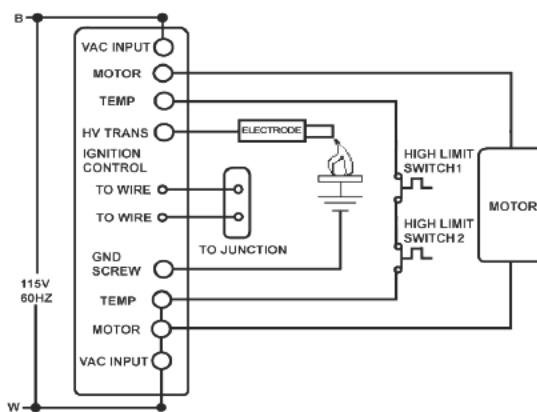 B
VAC INPUT
MOTOR
TEMP
HV TRANS
ELECTRODE
IGNITION
CONTROL
TO WIRE
TO WIRE
TO JUNCTION
GND
SCREW
TEMP
MOTOR
VAC INPUT
115V
60HZ
W
HIGH LIMIT
SWITCH1
HIGH LIMIT
SWITCH 2
MOTOR